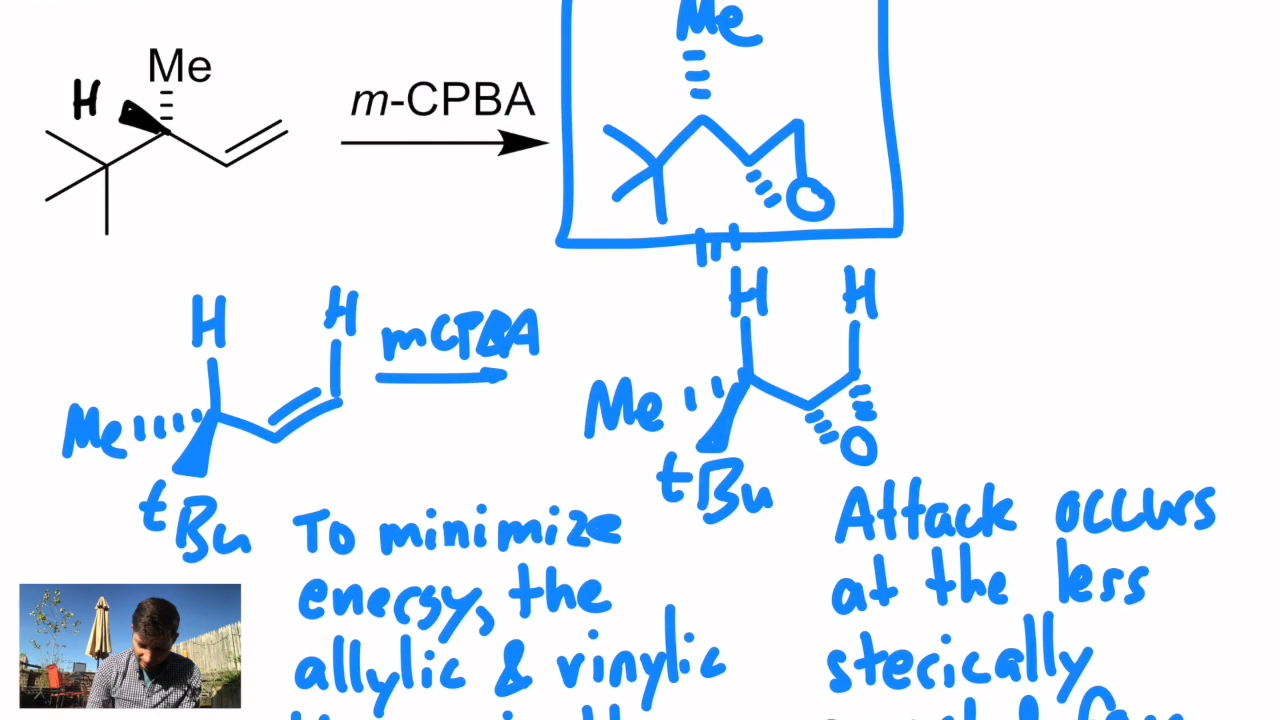 Me
Me
H
m-CPBA
O
H
H
mCPBA
H
H
Me
Me
O
tBu
tBu
To minimize
energy, the
allylic & vinylic
Attack occurs
at the less
sterically